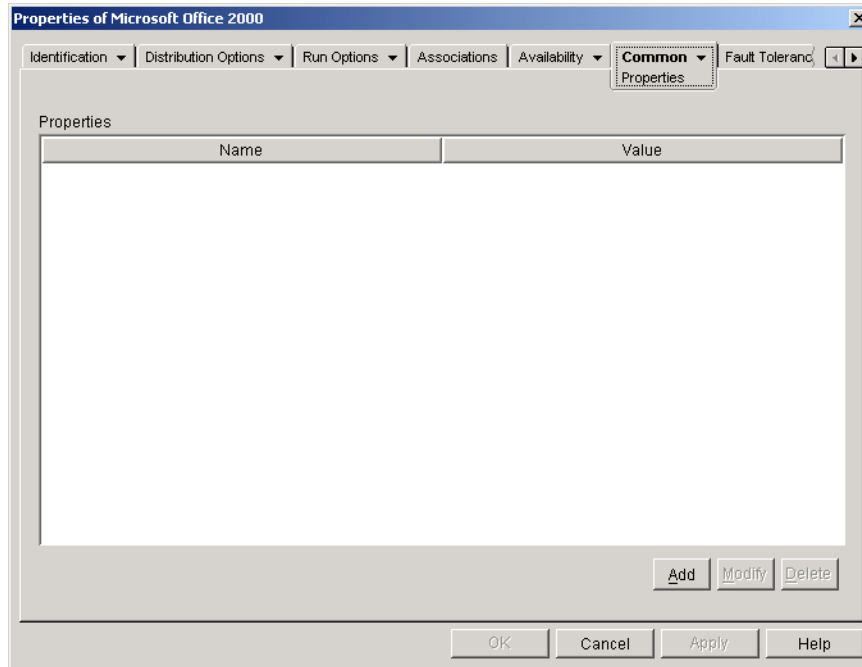 Properties of Microsoft Office 2000
Identification Distribution Options Run Options Associations Availability Common Fault Toleranc
Properties
Properties
Name Value
Add Modify Delete
OK Cancel Apply Help